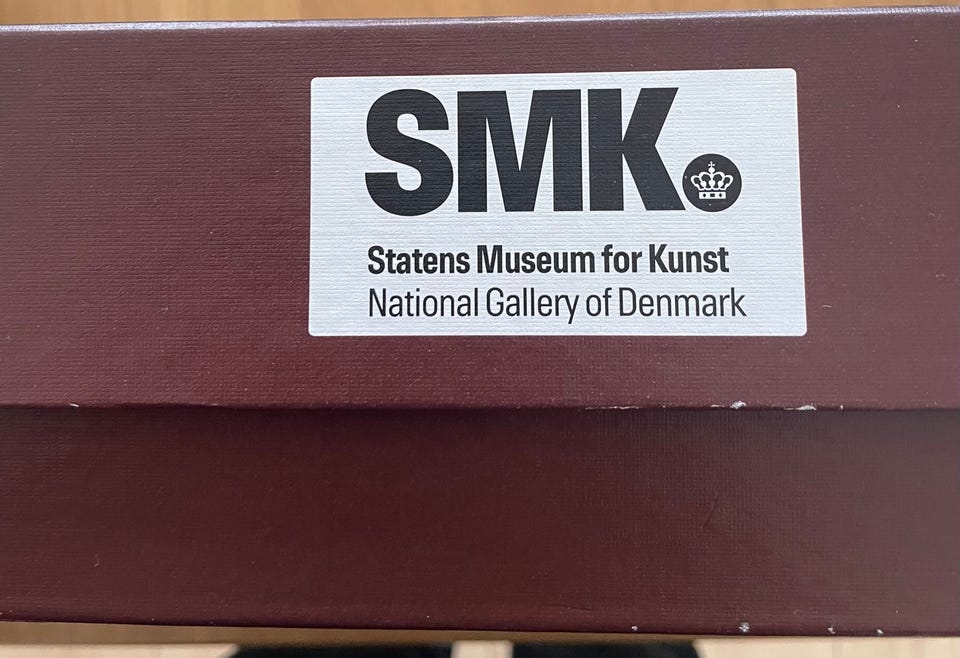 SMK.
Statens Museum for Kunst
National Gallery of Denmark